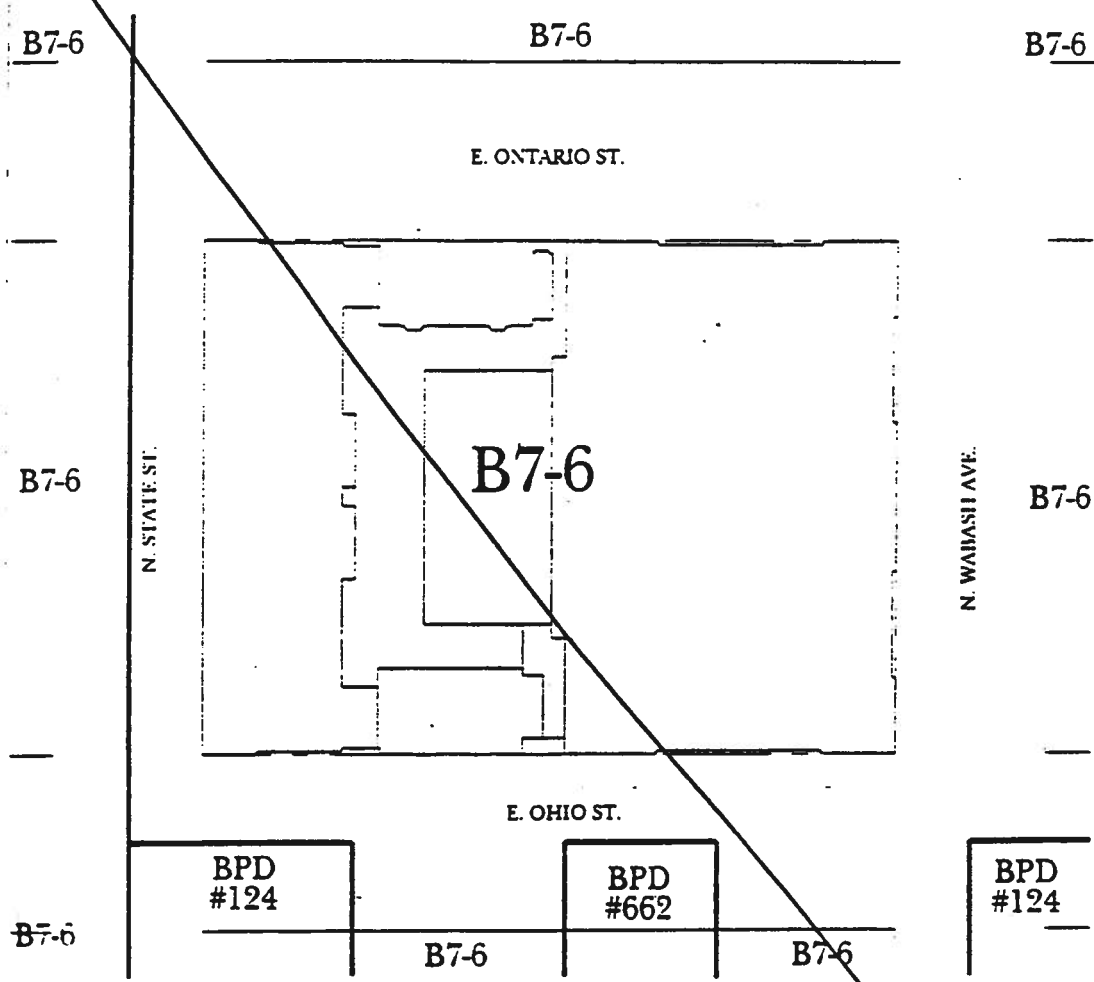 B7-6
B7-6
B7-6
E. ONTARIO ST.
B7-6
N. STATE ST.
B7-6
N. WABASH AVE.
B7-6
E. OHIO ST.
BPD
#124
BPD
#662
BPD
#124
B7-6
B7-6
B7-6